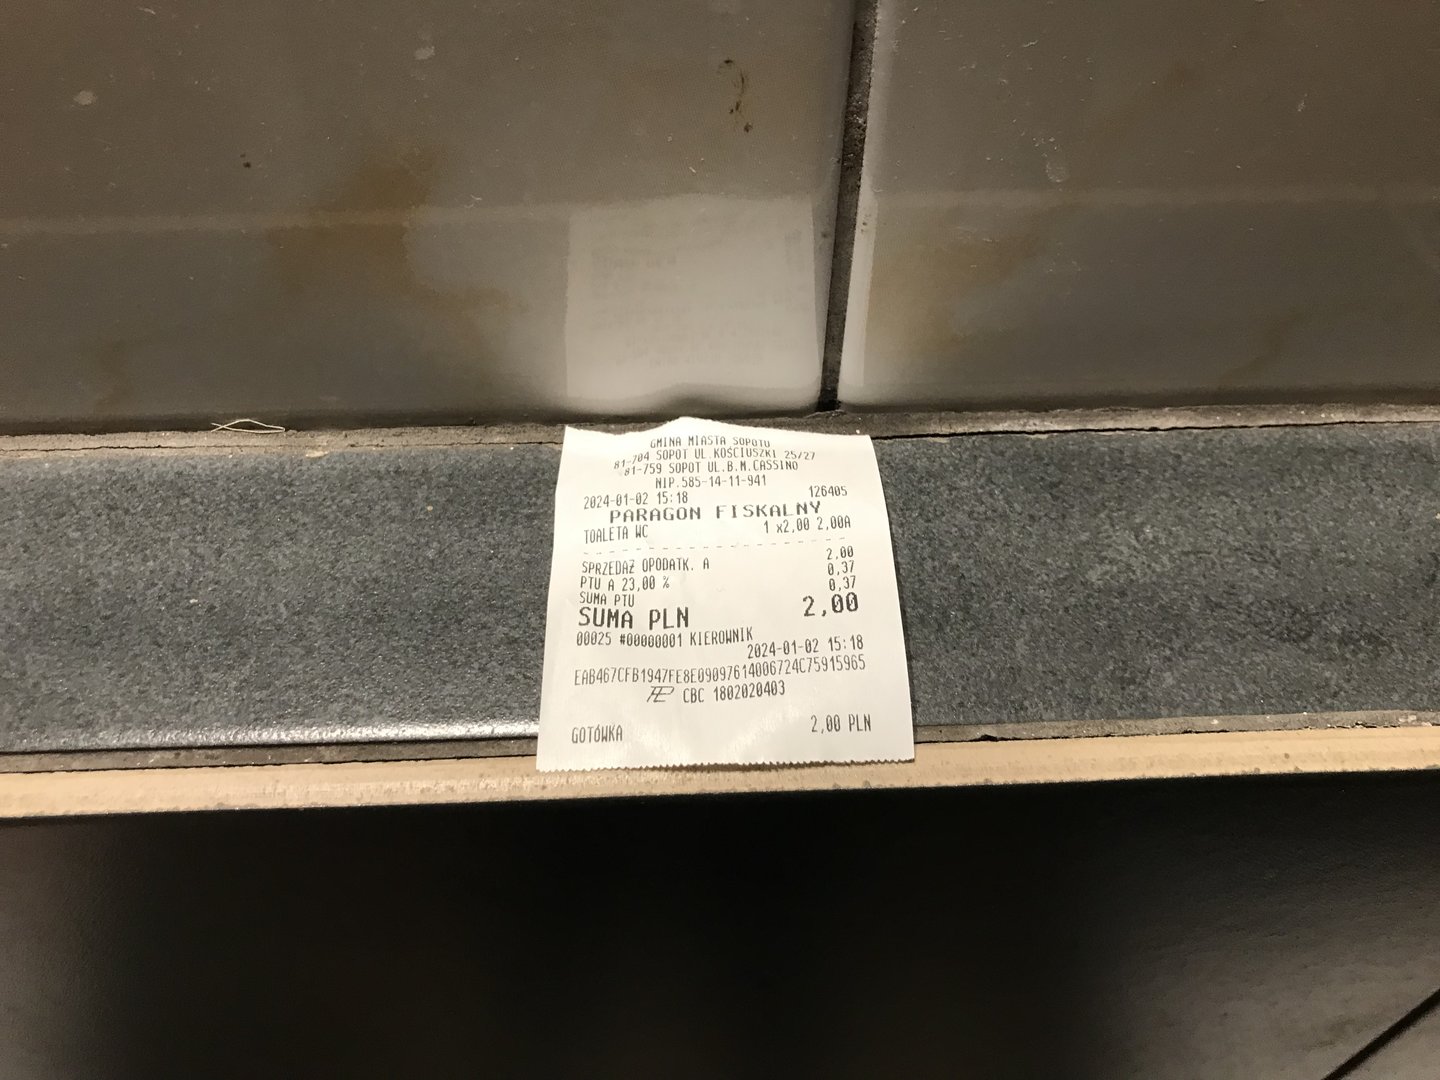 GMINA MIASTA SOPOTU
81-704 SOPOT UL.KOŚCIUSZKI 25/27
81-759 SOPOT UL.B.M.CASSINO
NIP.585-14-11-941
2024-01-02 15:18 126405
PARAGON FISKALNY
TOALETA WC 1 x2,00 2,00A
SPRZEDAŻ OPODATK. A 2,00
PTU A 23,00 % 0,37
SUMA PTU 0,37
SUMA PLN 2,00
00025 #00000001 KIEROWNIK
2024-01-02 15:18
EAB467CFB1947FE8E09097614006724C75915965
CBC 1802020403
GOTÓWKA 2,00 PLN